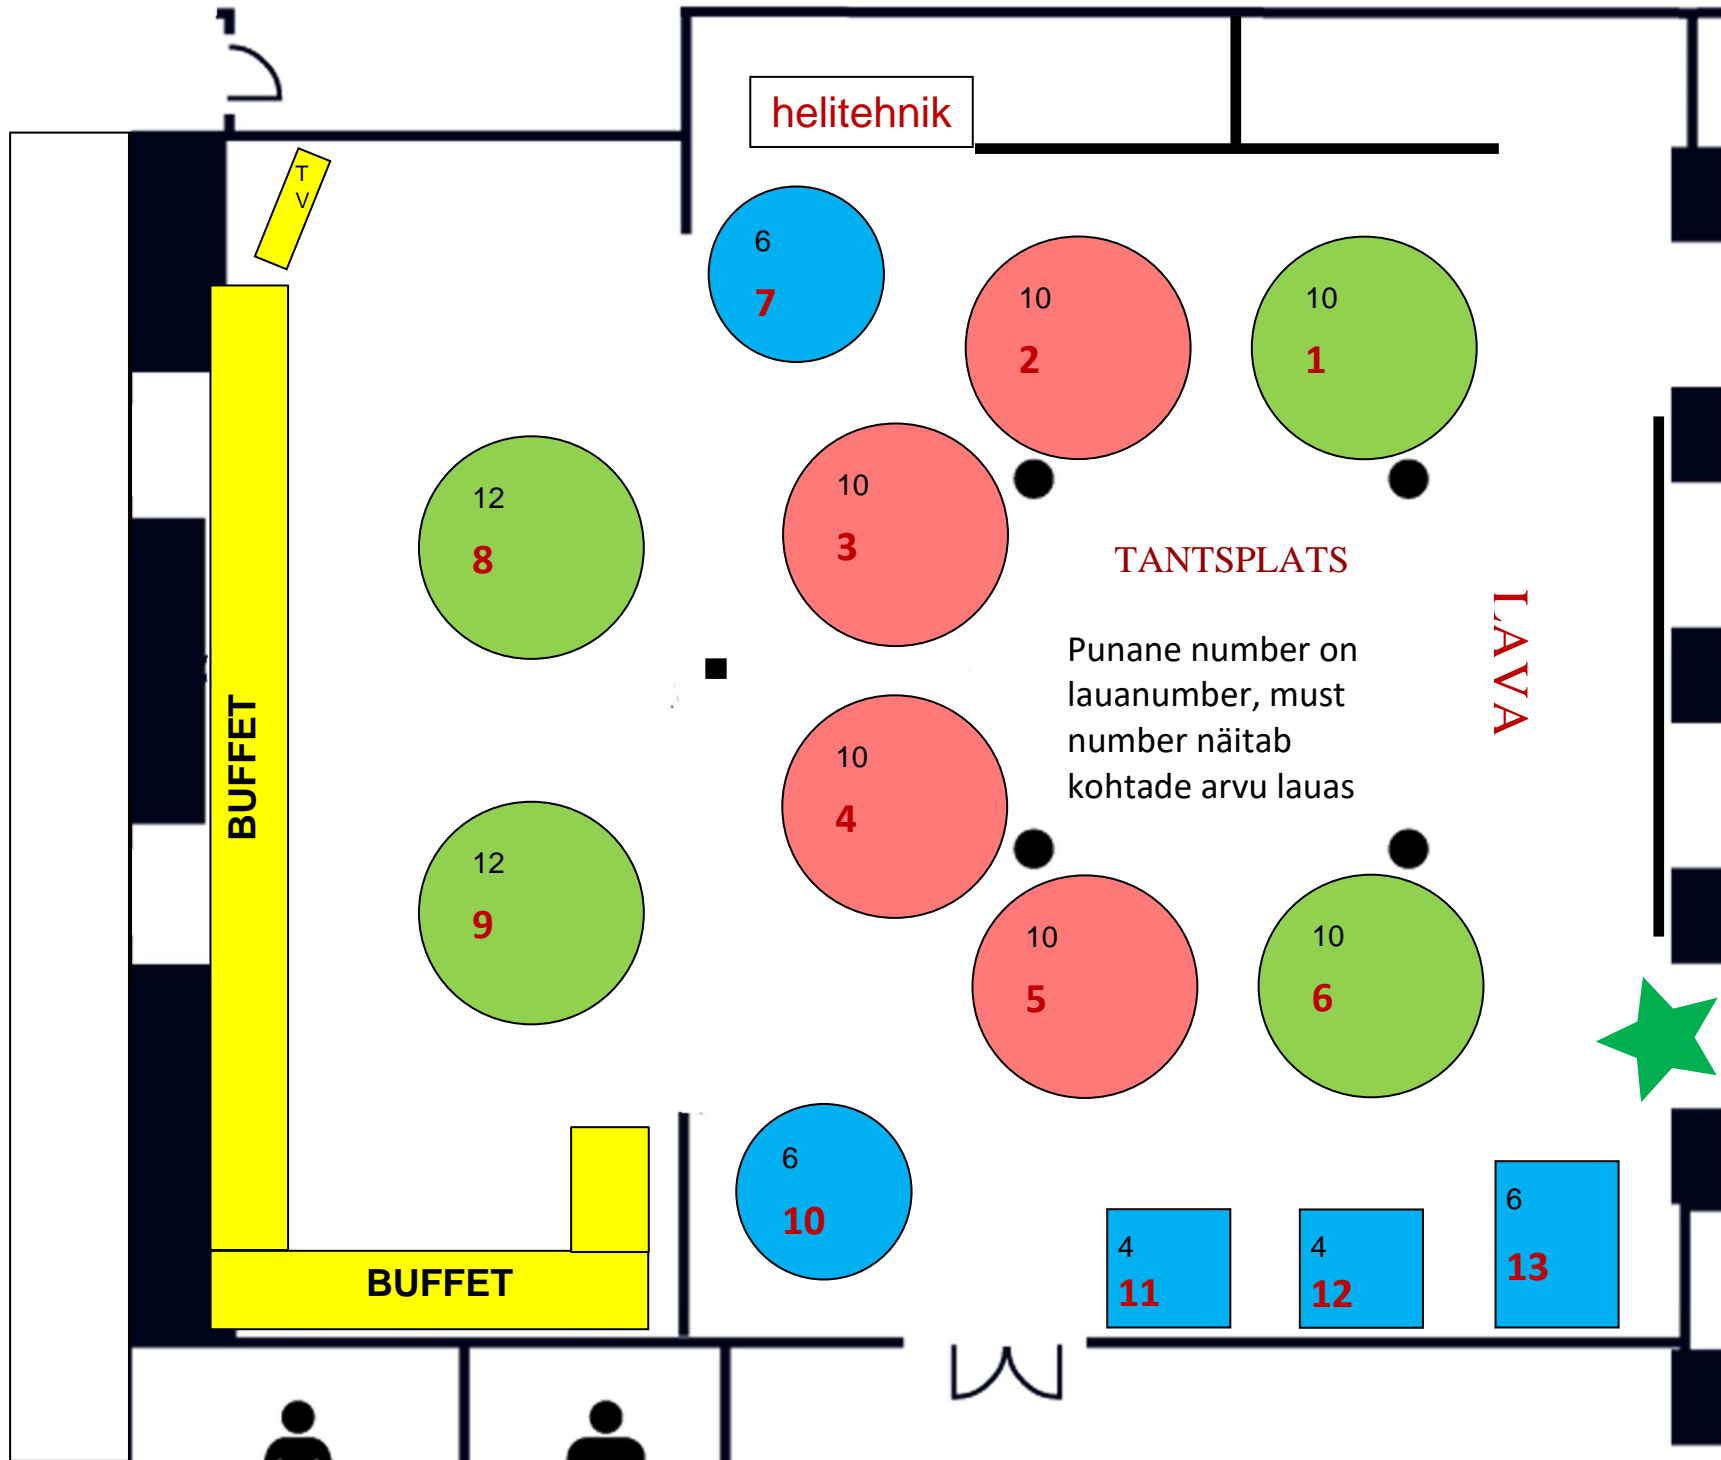 helitehnik
T
V
6
7
10
2
10
1
12
8
10
3
TANTSPLATS
LAVA
Punane number on
lauanumber, must
number näitab
kohtade arvu lauas
BUFFET
10
4
12
9
10
5
10
6
6
10
4
11
4
12
6
13
BUFFET